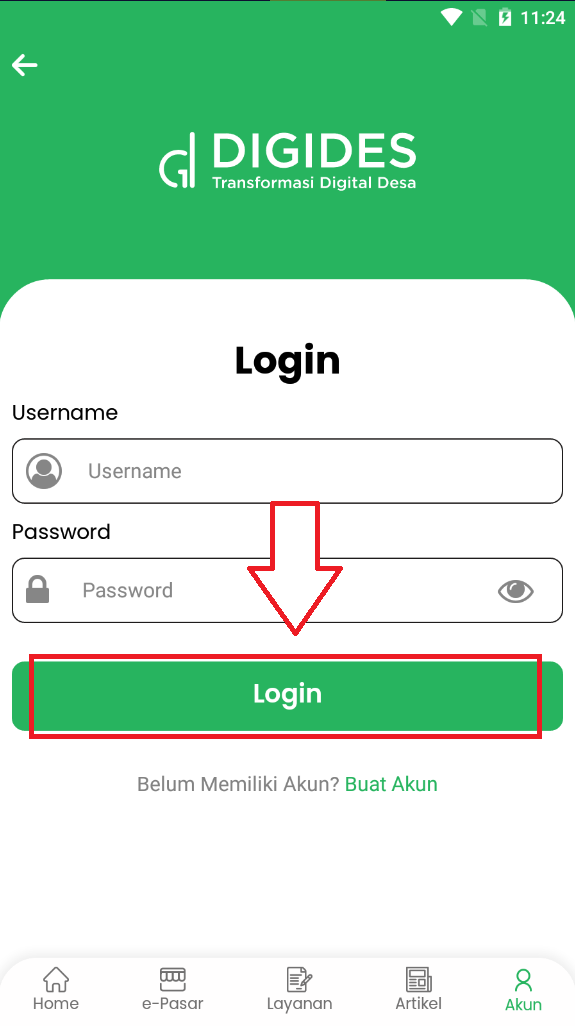 11:24
DIGIDES
Transformasi Digital Desa
Login
Username
Username
Password
Password
Login
Belum Memiliki Akun? Buat Akun
Home
e-Pasar
Layanan
Artikel
Akun